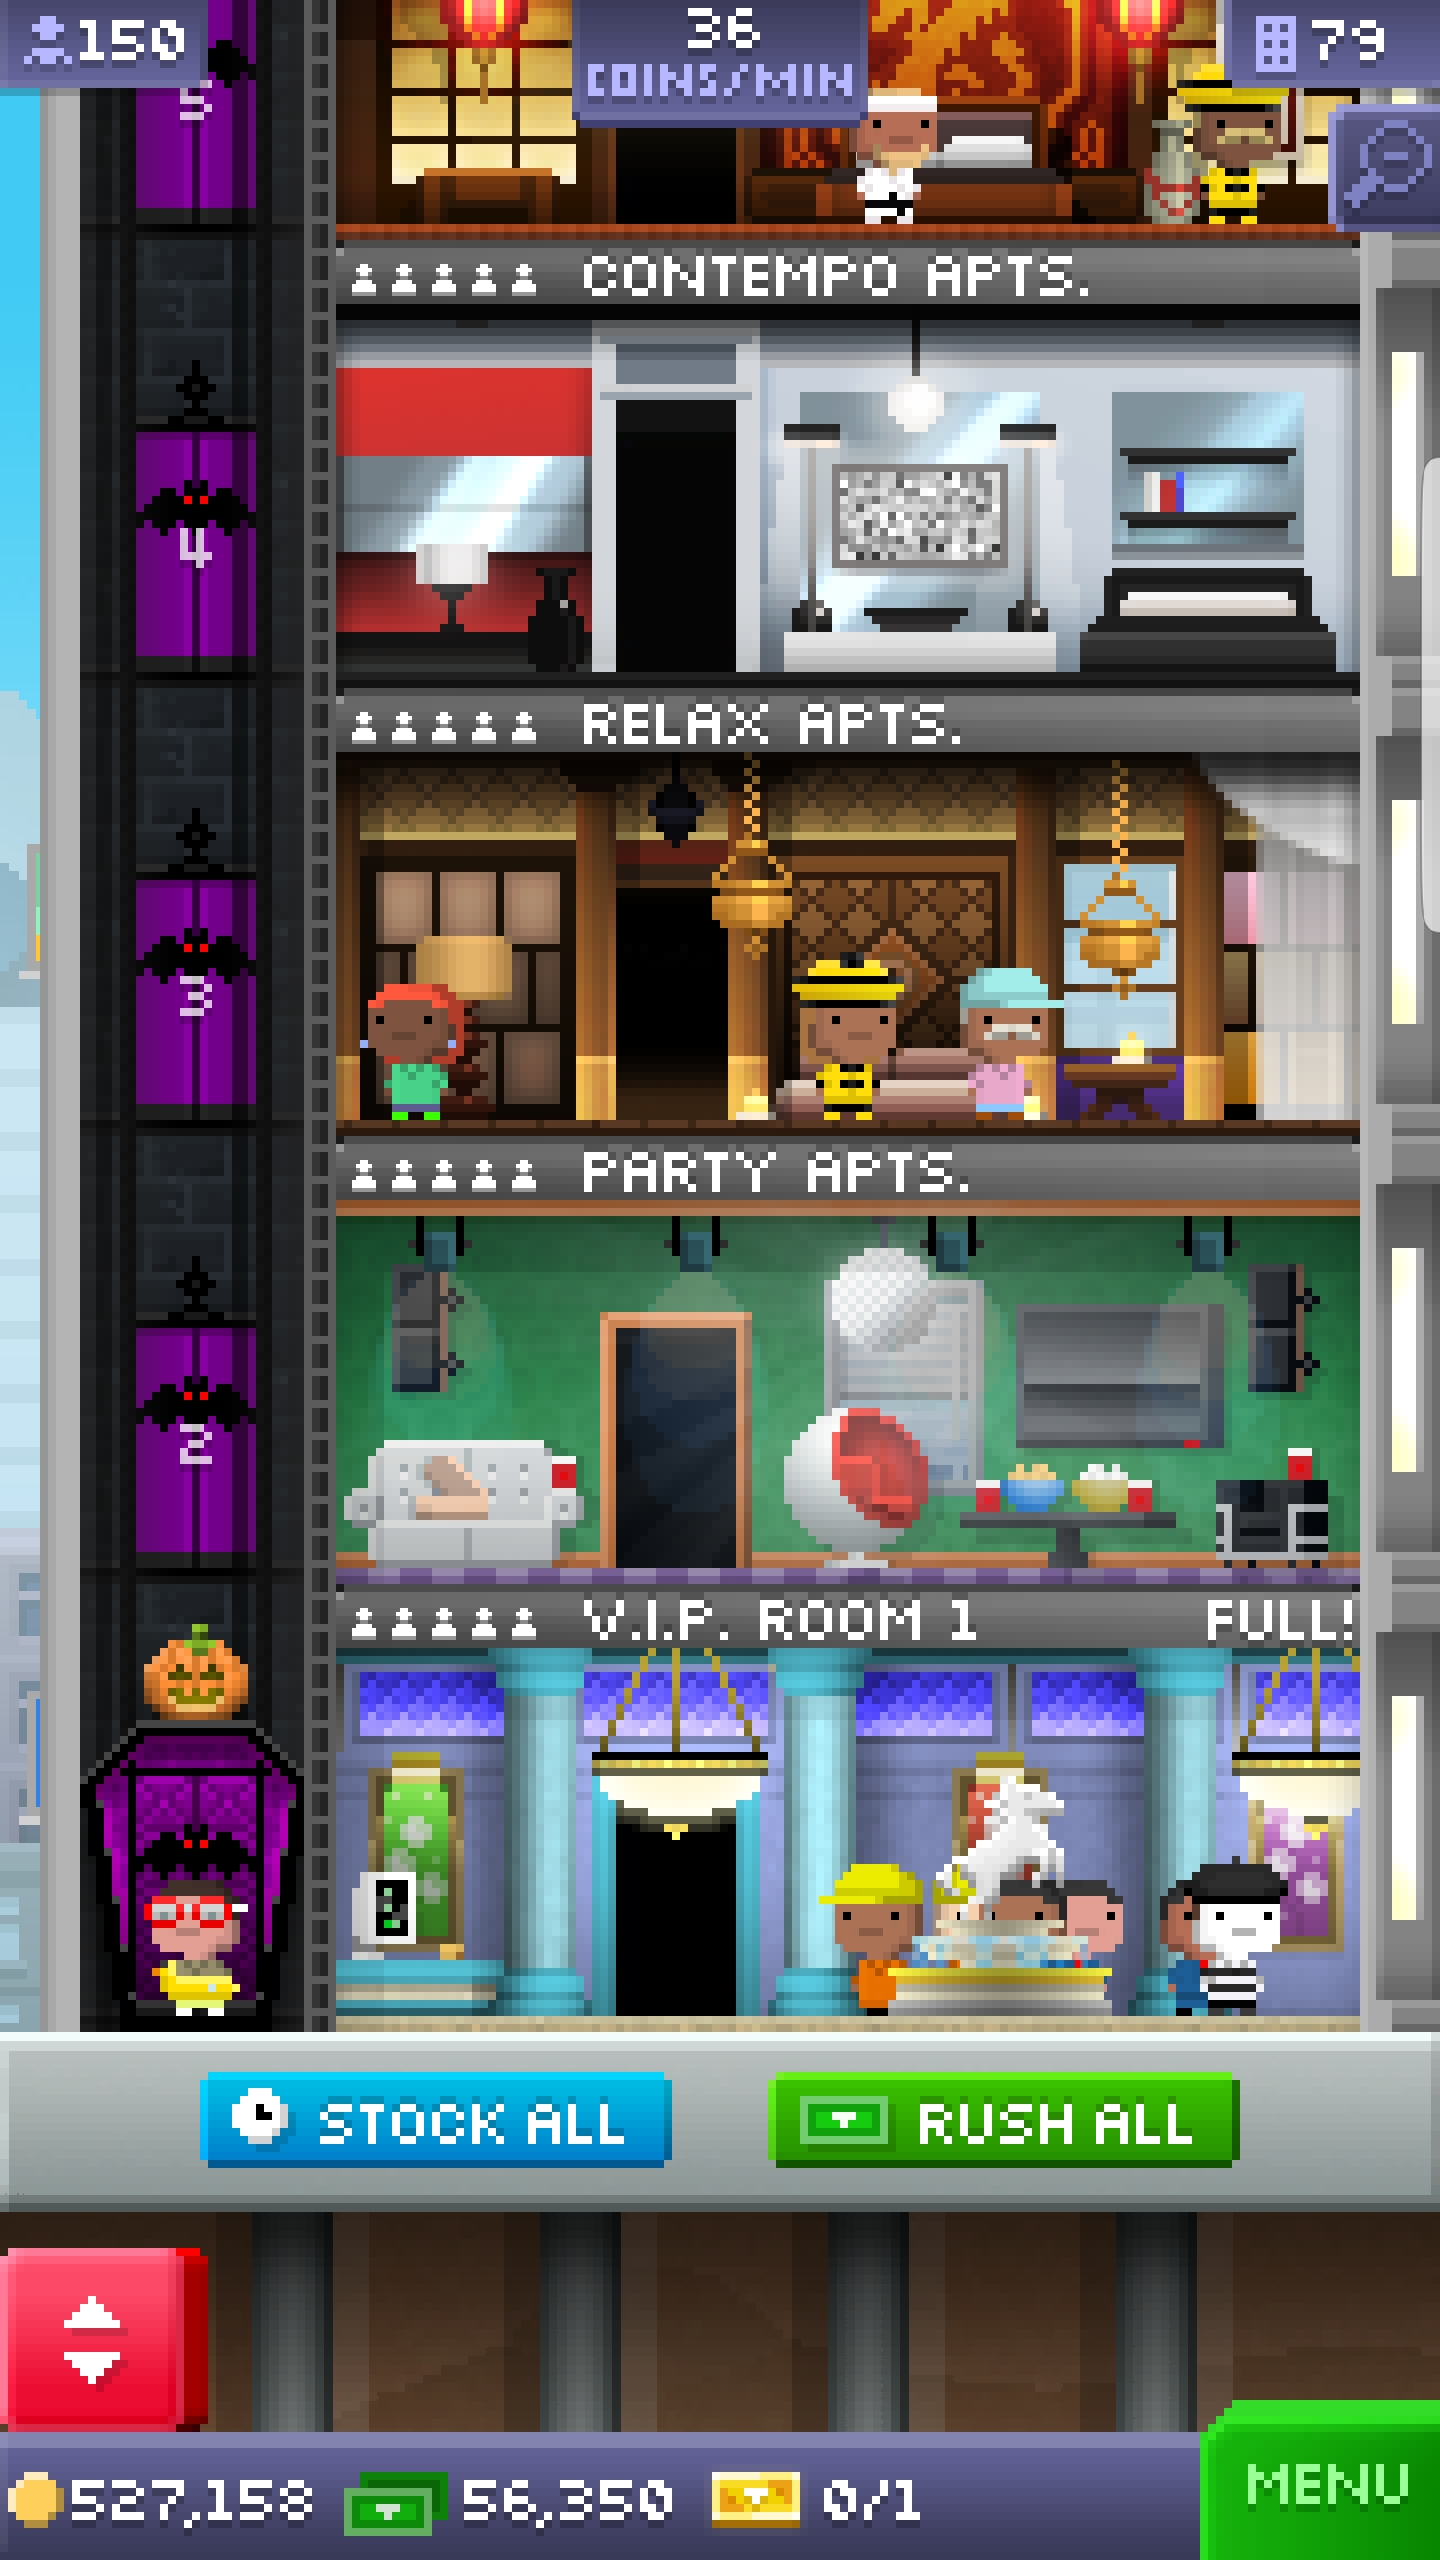 150
36
COINS/MIN
79
5
CONTEMPO APTS.
4
RELAX APTS.
3
PARTY APTS.
2
V.I.P. ROOM 1 FULL!
STOCK ALL
RUSH ALL
527,158 56,350 0/1 MENU